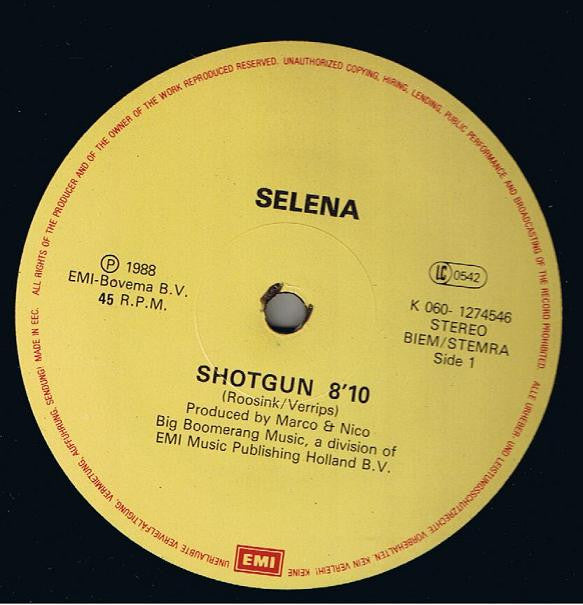 ALL RIGHTS OF THE PRODUCER AND OF THE OWNER OF THE WORK REPRODUCED RESERVED. UNAUTHORIZED COPYING, HIRING, LENDING, PUBLIC PERFORMANCE AND BROADCASTING OF THE RECORD PROHIBITED.
SELENA
Ⓟ 1988
EMI-Bovema B.V.
45 R.P.M.
LC 0542
K 060- 1274546
STEREO
BIEM/STEMRA
Side 1
SHOTGUN 8'10
(Roosink/Verrips)
Produced by Marco & Nico
Big Boomerang Music, a division of
EMI Music Publishing Holland B.V.
ALLE URHEBER UND LEISTUNGSSCHUTZRECHTE VORBEHALTEN. KEIN VERLEIH! KEINE
EMI
UNERLAUBTE VERVIELFALTIGUNG, VERMIETUNG, AUFFUHRUNG, SENDUNG! MADE IN EEC.